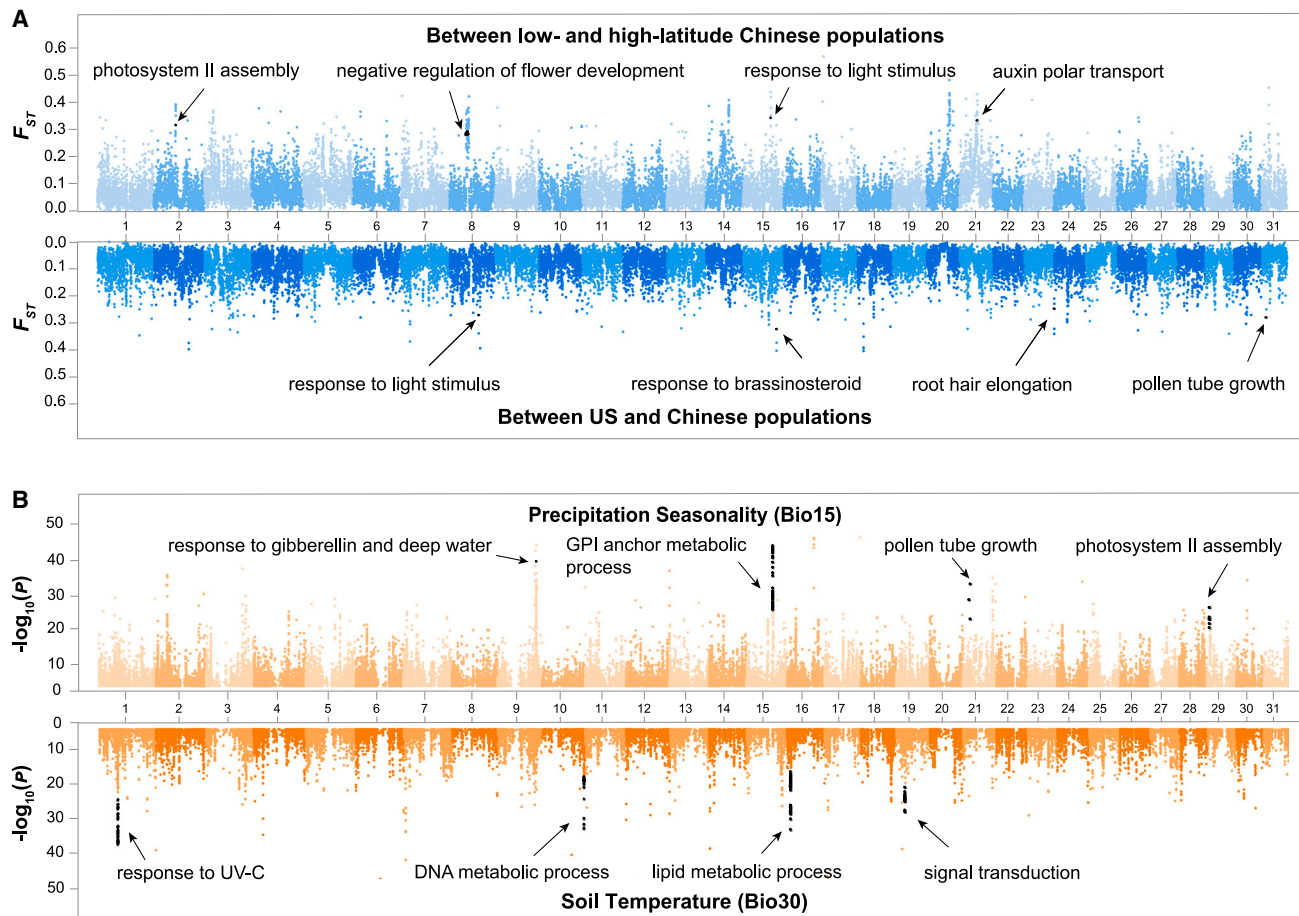 A
Between low- and high-latitude Chinese populations
photosystem II assembly
negative regulation of flower development
response to light stimulus
auxin polar transport
FST
0.6
0.5
0.4
0.3
0.2
0.1
0.0
1 2 3 4 5 6 7 8 9 10 11 12 13 14 15 16 17 18 19 20 21 22 23 24 25 26 27 28 29 30 31
0.0
0.1
0.2
0.3
0.4
0.5
0.6
FST
response to light stimulus
response to brassinosteroid
root hair elongation
pollen tube growth
Between US and Chinese populations
B
Precipitation Seasonality (Bio15)
response to gibberellin and deep water
GPI anchor metabolic
process
pollen tube growth
photosystem II assembly
-log10(P)
50
40
30
20
10
0
1 2 3 4 5 6 7 8 9 10 11 12 13 14 15 16 17 18 19 20 21 22 23 24 25 26 27 28 29 30 31
0
10
20
30
40
50
-log10(P)
response to UV-C
DNA metabolic process
lipid metabolic process
signal transduction
Soil Temperature (Bio30)